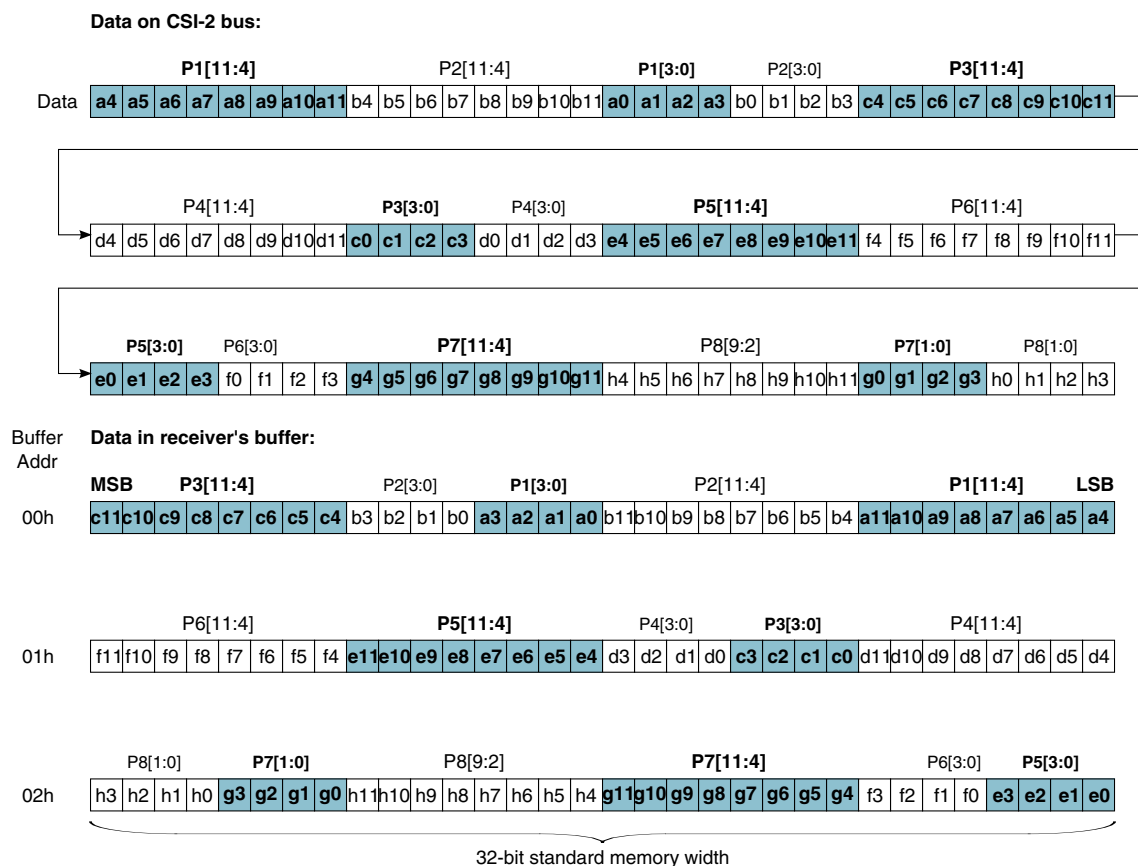 Data on CSI-2 bus:
P1[11:4] P2[11:4] P1[3:0] P2[3:0] P3[11:4]
Data a4 a5 a6 a7 a8 a9 a10 a11 b4 b5 b6 b7 b8 b9 b10 b11 a0 a1 a2 a3 b0 b1 b2 b3 c4 c5 c6 c7 c8 c9 c10 c11
P4[11:4] P3[3:0] P4[3:0] P5[11:4] P6[11:4]
d4 d5 d6 d7 d8 d9 d10 d11 c0 c1 c2 c3 d0 d1 d2 d3 e4 e5 e6 e7 e8 e9 e10 e11 f4 f5 f6 f7 f8 f9 f10 f11
P5[3:0] P6[3:0] P7[11:4] P8[9:2] P7[1:0] P8[1:0]
e0 e1 e2 e3 f0 f1 f2 f3 g4 g5 g6 g7 g8 g9 g10 g11 h4 h5 h6 h7 h8 h9 h10 h11 g0 g1 g2 g3 h0 h1 h2 h3
Buffer Data in receiver's buffer:
Addr
MSB P3[11:4] P2[3:0] P1[3:0] P2[11:4] P1[11:4] LSB
00h c11 c10 c9 c8 c7 c6 c5 c4 b3 b2 b1 b0 a3 a2 a1 a0 b11 b10 b9 b8 b7 b6 b5 b4 a11 a10 a9 a8 a7 a6 a5 a4
P6[11:4] P5[11:4] P4[3:0] P3[3:0] P4[11:4]
01h f11 f10 f9 f8 f7 f6 f5 f4 e11 e10 e9 e8 e7 e6 e5 e4 d3 d2 d1 d0 c3 c2 c1 c0 d11 d10 d9 d8 d7 d6 d5 d4
P8[1:0] P7[1:0] P8[9:2] P7[11:4] P6[3:0] P5[3:0]
02h h3 h2 h1 h0 g3 g2 g1 g0 h11 h10 h9 h8 h7 h6 h5 h4 g11 g10 g9 g8 g7 g6 g5 g4 f3 f2 f1 f0 e3 e2 e1 e0
32-bit standard memory width